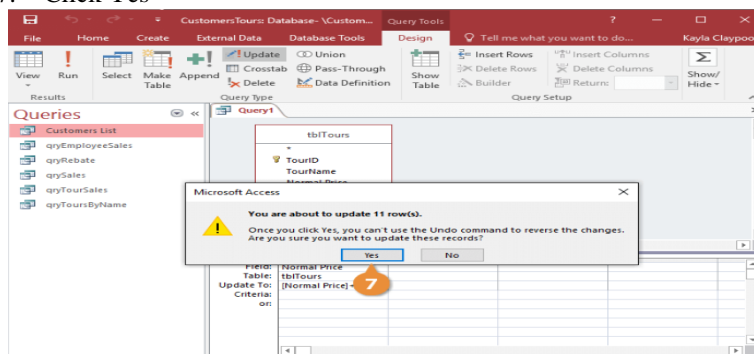 7. Click Yes
CustomersTours: Database- \Custom... Query Tools ?
File Home Create External Data Database Tools Design Tell me what you want to do... Kayla Claypoo
View Run Select Make Table Append Update Crosstab Delete Union Pass-Through Data Definition Show Table Insert Rows Delete Rows Builder Insert Columns Delete Columns Return: Show/ Hide
Results Query Type Query Setup
Queries Query1
Customers List
qryEmployeeSales
qryRebate
qrySales
qryTourSales
qryToursByName
tblTours
*
TourID
TourName
Normal Price
Microsoft Access
You are about to update 11 row(s).
Once you click Yes, you can't use the Undo command to reverse the changes.
Are you sure you want to update these records?
Yes No
Field: Normal Price
Table: tblTours
Update To: [Normal Price]
7
Criteria:
or: